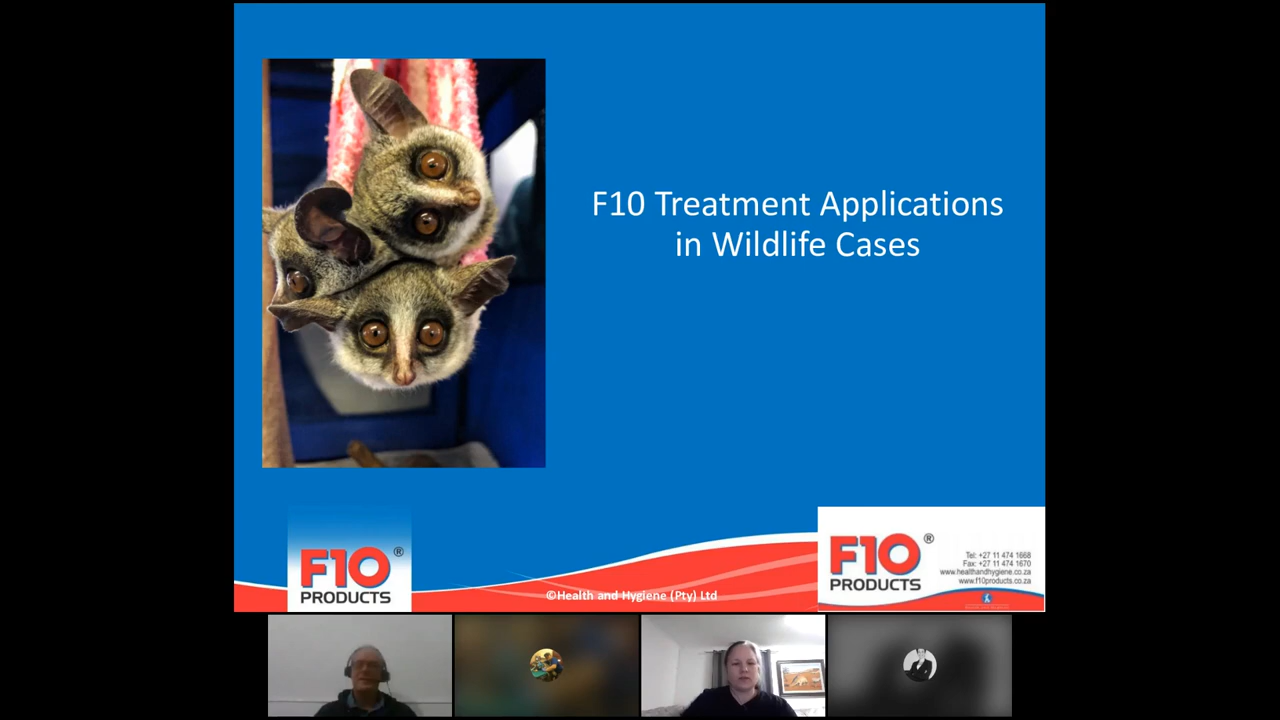 F10 Treatment Applications
in Wildlife Cases
F10®
PRODUCTS
©Health and Hygiene (Pty) Ltd
F10®
PRODUCTS
Tel: +27 11 474 1668
Fax: +27 11 474 1670
www.healthandhygiene.co.za
www.f10products.co.za